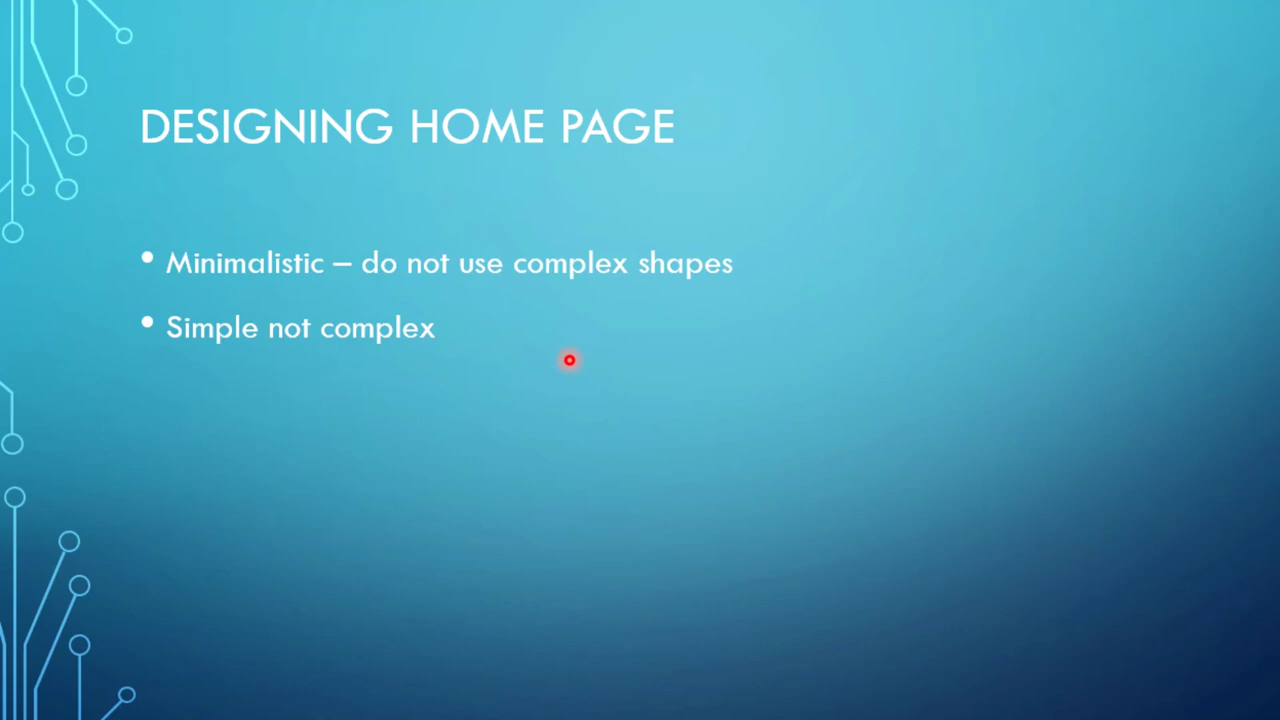 DESIGNING HOME PAGE
• Minimalistic – do not use complex shapes
• Simple not complex